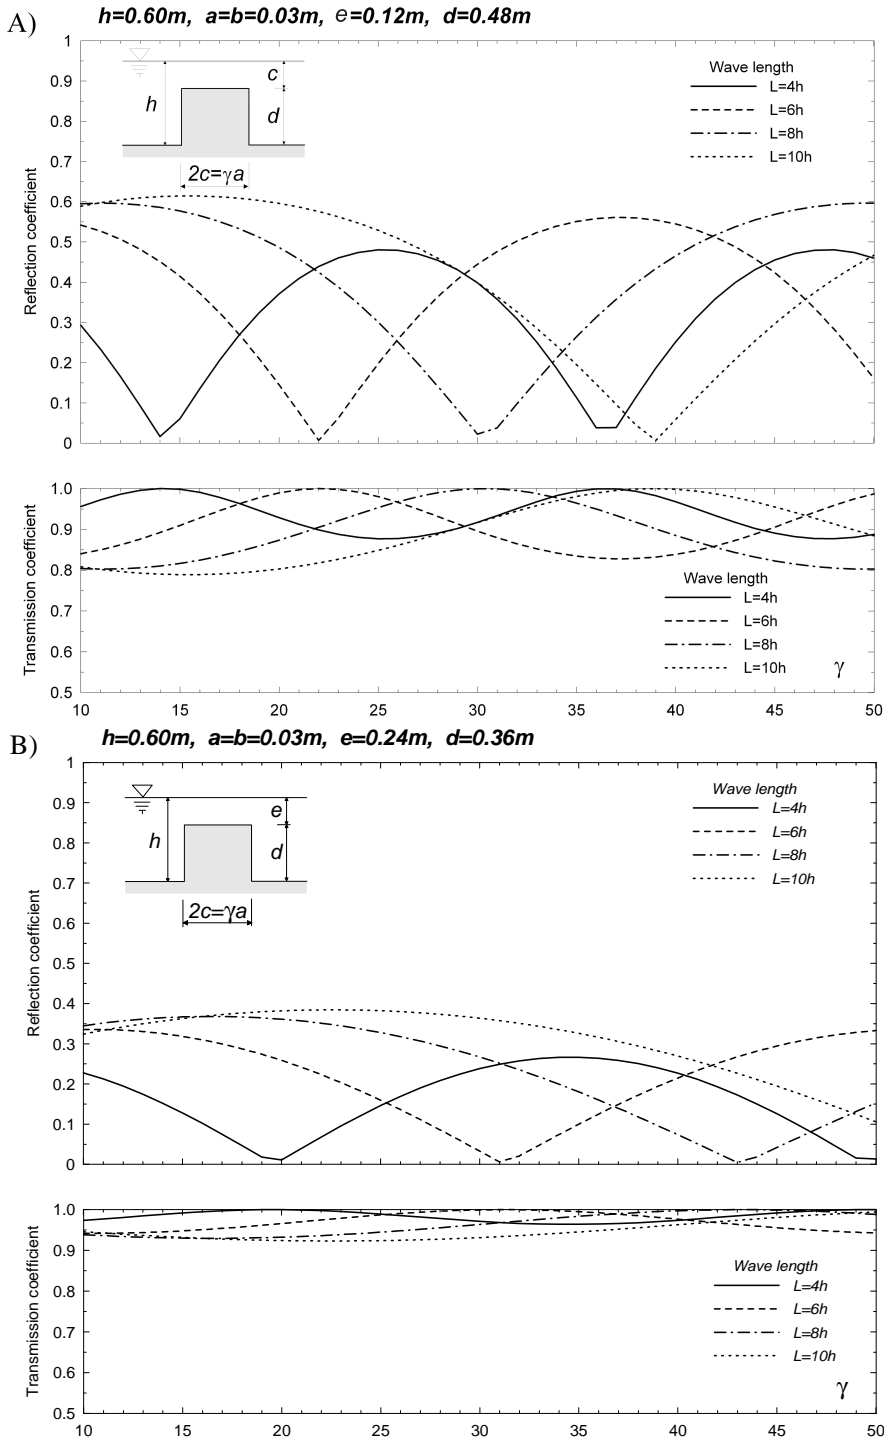 A)
h=0.60m, a=b=0.03m, e=0.12m, d=0.48m
Reflection coefficient
1
0.9
0.8
0.7
0.6
0.5
0.4
0.3
0.2
0.1
0
h
c
d
2c=γa
Wave length
L=4h
L=6h
L=8h
L=10h
Transmission coefficient
1.0
0.9
0.8
0.7
0.6
0.5
Wave length
L=4h
L=6h
L=8h
L=10h
γ
10 15 20 25 30 35 40 45 50
B)
h=0.60m, a=b=0.03m, e=0.24m, d=0.36m
Reflection coefficient
1
0.9
0.8
0.7
0.6
0.5
0.4
0.3
0.2
0.1
0
h
e
d
2c=γa
Wave length
L=4h
L=6h
L=8h
L=10h
Transmission coefficient
1.0
0.9
0.8
0.7
0.6
0.5
Wave length
L=4h
L=6h
L=8h
L=10h
γ
10 15 20 25 30 35 40 45 50